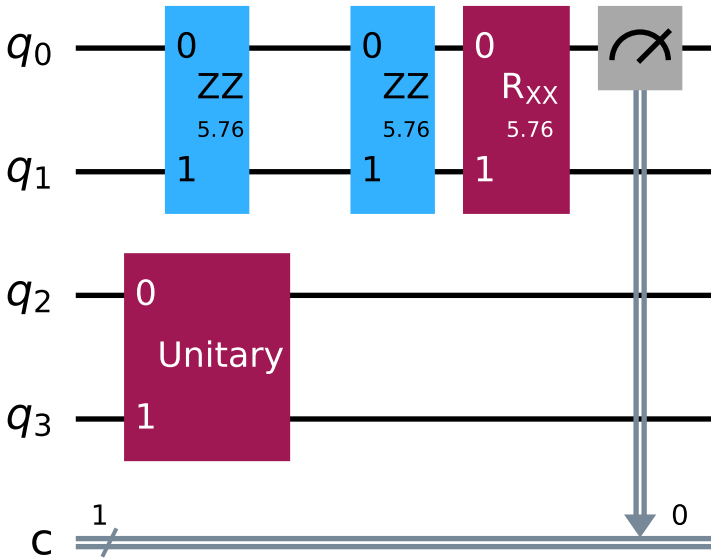 q0 0 0 0
ZZ ZZ RXX
5.76 5.76 5.76
q1 1 1 1
q2 0
Unitary
q3 1
1 0
c